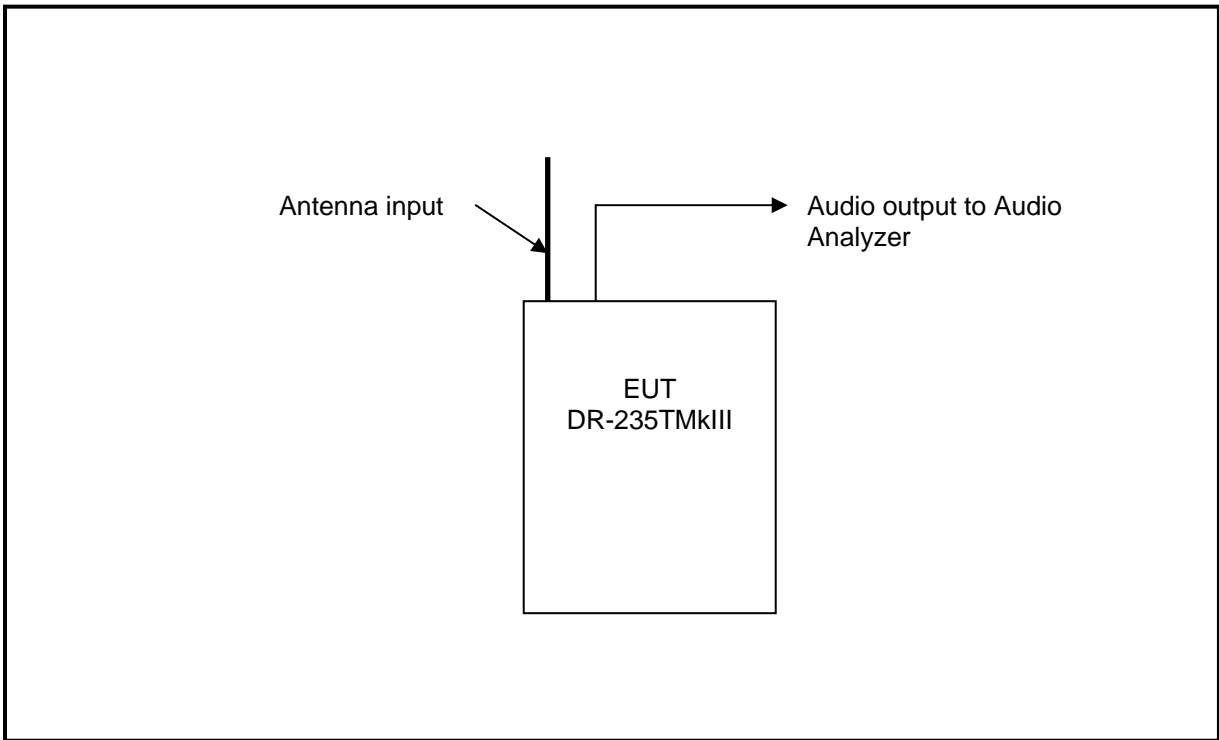 Antenna input
Audio output to Audio
Analyzer
EUT
DR-235TMkIII